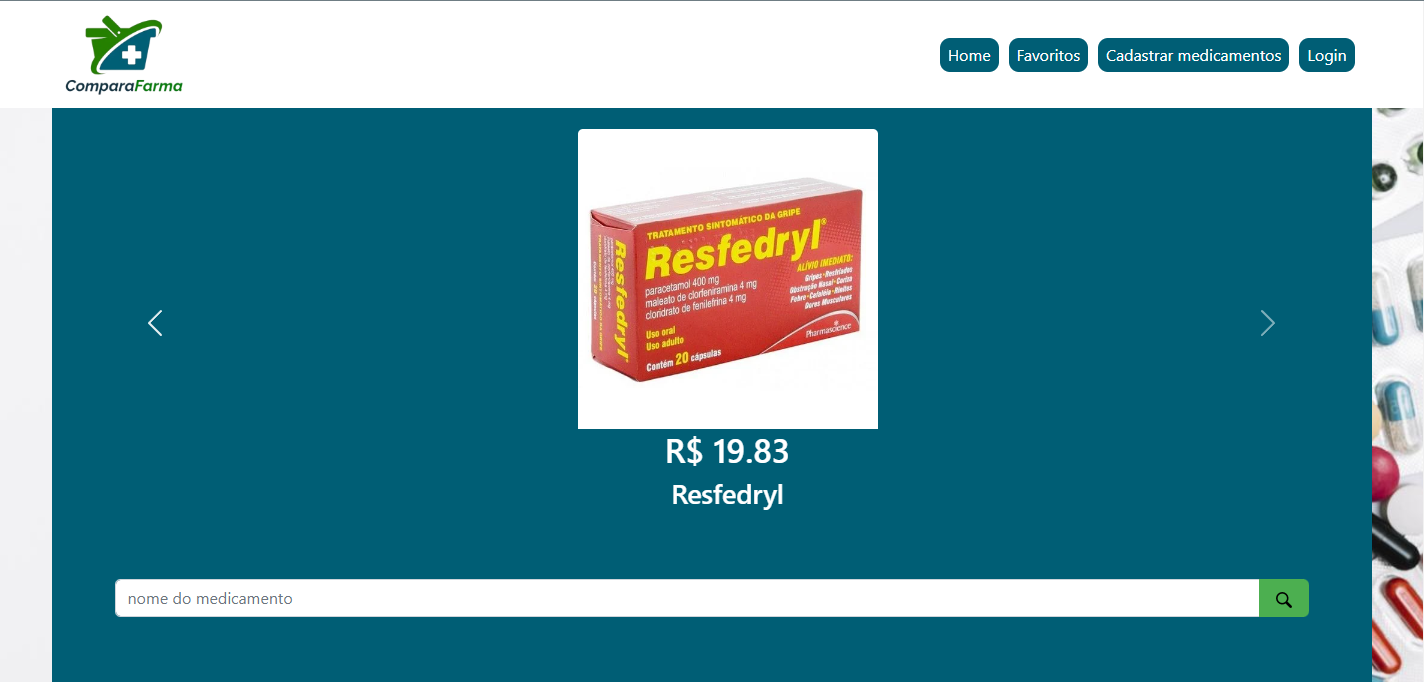 ComparaFarma
Home
Favoritos
Cadastrar medicamentos
Login
TRATAMENTO SINTOMÁTICO DA GRIPE
Resfedryl®
paracetamol 400 mg
maleato de clorfeniramina 4 mg
cloridrato de fenilefrina 4 mg
ALÍVIO IMEDIATO:
Gripes-Resfriados
Obstrução Nasal-Coriza
Febre-Cefaléia-Rinites
Dores Musculares
Uso oral
Uso adulto
Contém 20 cápsulas
Pharmascience
Resfedryl
R$ 19.83
Resfedryl
nome do medicamento